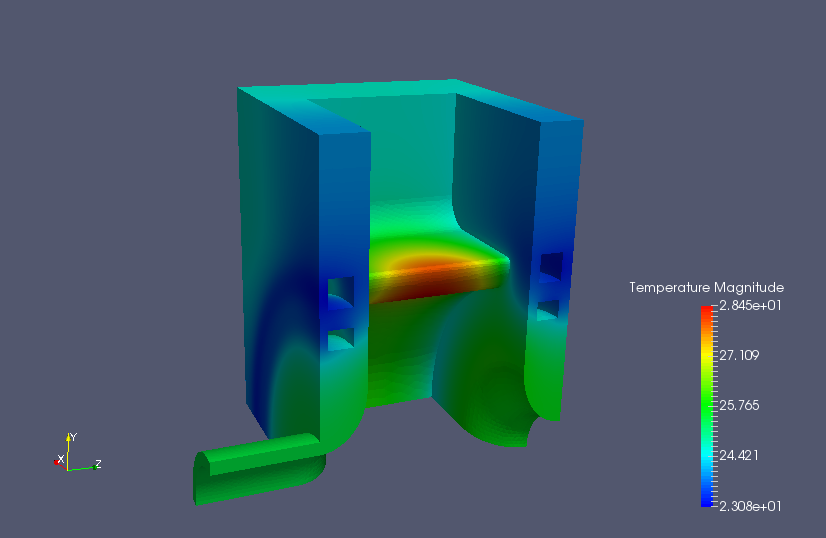 Temperature Magnitude
2.845e+01
27.109
25.765
24.421
2.308e+01
Y
X
Z